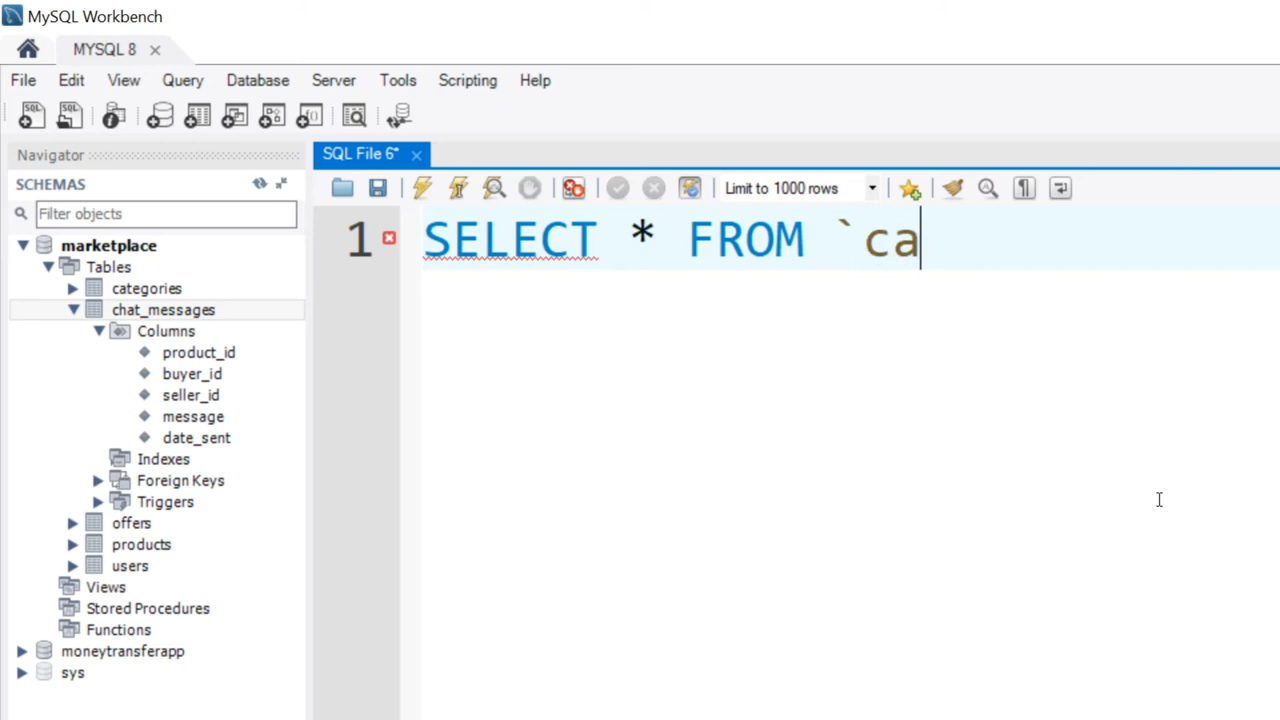 MySQL Workbench
MYSQL 8
File Edit View Query Database Server Tools Scripting Help
Navigator
SQL File 6*
SCHEMAS
Limit to 1000 rows
Filter objects
1 SELECT * FROM `ca
marketplace
Tables
categories
chat_messages
Columns
product_id
buyer_id
seller_id
message
date_sent
Indexes
Foreign Keys
Triggers
offers
products
users
Views
Stored Procedures
Functions
moneytransferapp
sys